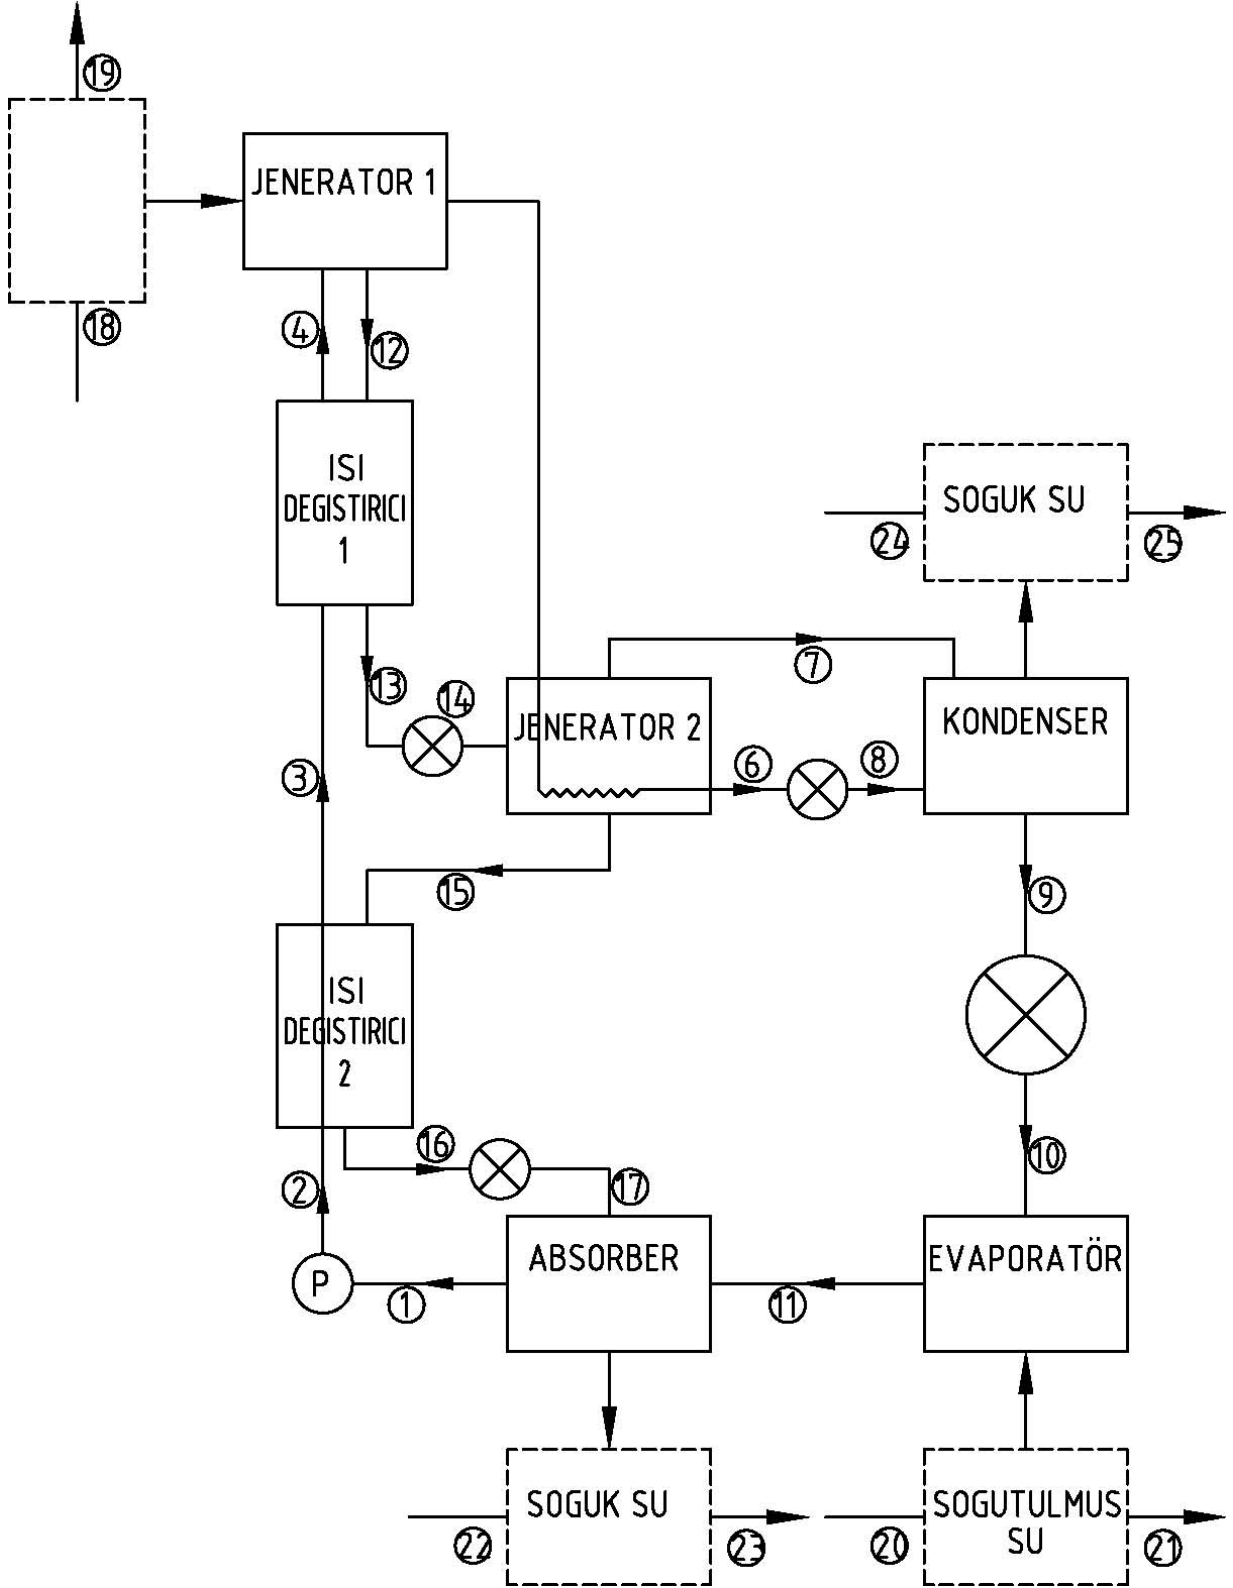 19
JENERATOR 1
18
4
12
ISI
DEGISTIRICI
1
SOGUK SU
24
25
7
13
14
JENERATOR 2
KONDENSER
3
6
8
15
9
ISI
DEGISTIRICI
2
16
10
2
17
ABSORBER
EVAPORATÖR
P
1
11
SOGUK SU
SOGUTULMUS
SU
22
23
20
21